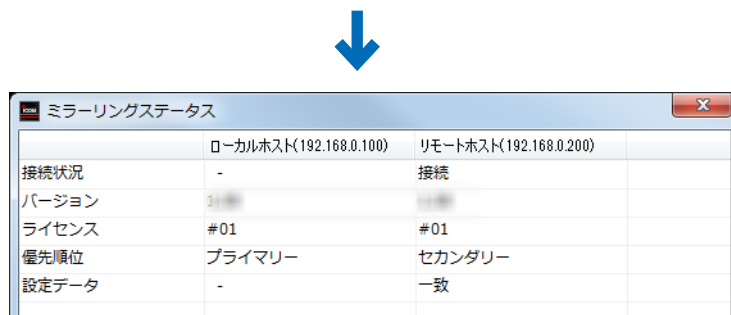 ICOM ミラーリングステータス
ローカルホスト(192.168.0.100) リモートホスト(192.168.0.200)
接続状況 - 接続
バージョン
ライセンス #01 #01
優先順位 プライマリー セカンダリー
設定データ - 一致